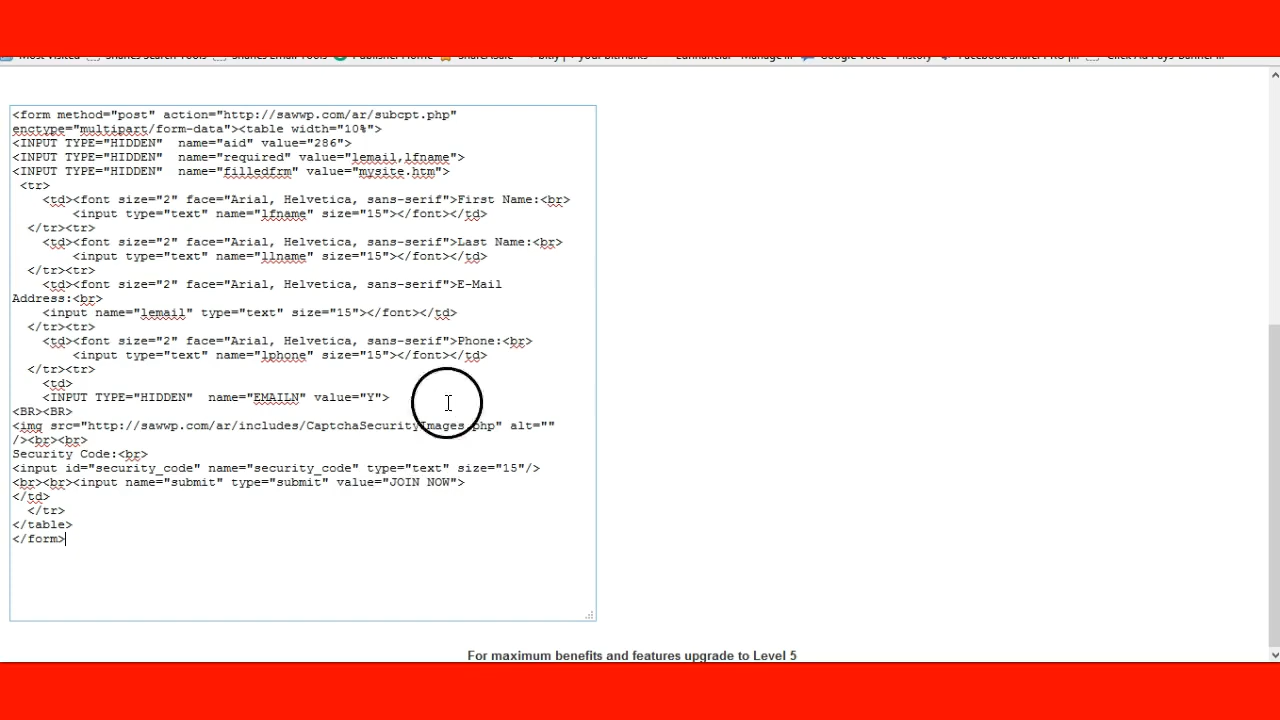 <form method="post" action="http://sawwp.com/ar/subcpt.php"
enctype="multipart/form-data"><table width="10%">
<INPUT TYPE="HIDDEN"  name="aid" value="286">
<INPUT TYPE="HIDDEN"  name="required" value="lemail,lfname">
<INPUT TYPE="HIDDEN"  name="filledfrm" value="mysite.htm">
<tr>
<td><font size="2" face="Arial, Helvetica, sans-serif">First Name:<br>
<input type="text" name="lfname" size="15"></font></td>
</tr><tr>
<td><font size="2" face="Arial, Helvetica, sans-serif">Last Name:<br>
<input type="text" name="llname" size="15"></font></td>
</tr><tr>
<td><font size="2" face="Arial, Helvetica, sans-serif">E-Mail
Address:<br>
<input name="lemail" type="text" size="15"></font></td>
</tr><tr>
<td><font size="2" face="Arial, Helvetica, sans-serif">Phone:<br>
<input type="text" name="lphone" size="15"></font></td>
</tr><tr>
<td>
<INPUT TYPE="HIDDEN"  name="EMAILN" value="Y">
<BR><BR>
<img src="http://sawwp.com/ar/includes/CaptchaSecurityImages.php" alt=""
/><br><br>
Security Code:<br>
<input id="security_code" name="security_code" type="text" size="15"/>
<br><br><input name="submit" type="submit" value="JOIN NOW">
</td>
</tr>
</table>
</form>
For maximum benefits and features upgrade to Level 5